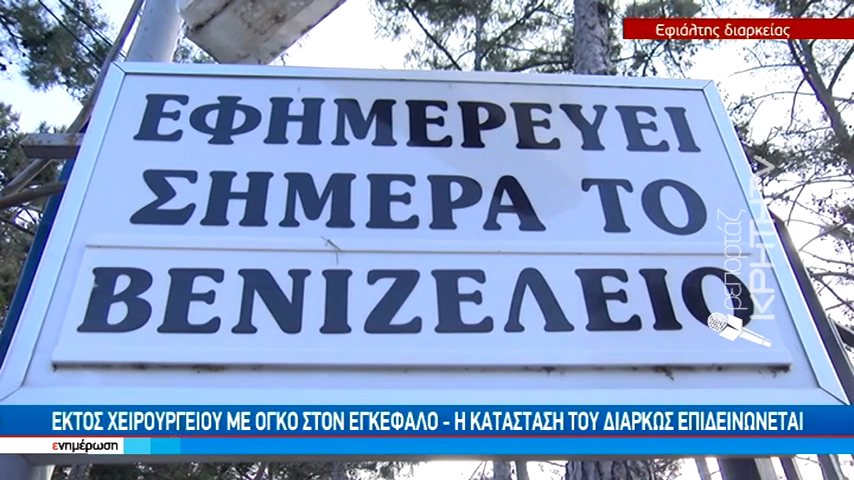 Εφιάλτης διαρκείας
ΕΦΗΜΕΡΕΥΕΙ
ΣΗΜΕΡΑ ΤΟ
ΒΕΝΙΖΕΛΕΙΟ
ρεπορτάζ
ΚΡΗΤΗ TV
ΕΚΤΟΣ ΧΕΙΡΟΥΡΓΕΙΟΥ ΜΕ ΟΓΚΟ ΣΤΟΝ ΕΓΚΕΦΑΛΟ - Η ΚΑΤΑΣΤΑΣΗ ΤΟΥ ΔΙΑΡΚΩΣ ΕΠΙΔΕΙΝΩΝΕΤΑΙ
ενημέρωση